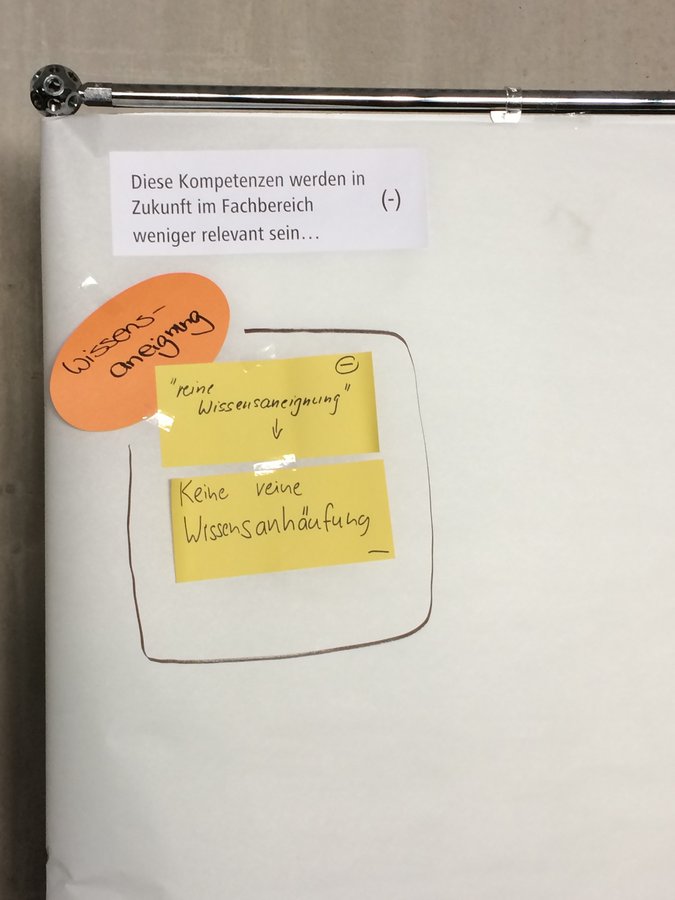 Diese Kompetenzen werden in
Zukunft im Fachbereich (-)
weniger relevant sein...
Wissens-
aneignung
"reine
Wissensaneignung"
↓
Keine reine
Wissensanhäufung